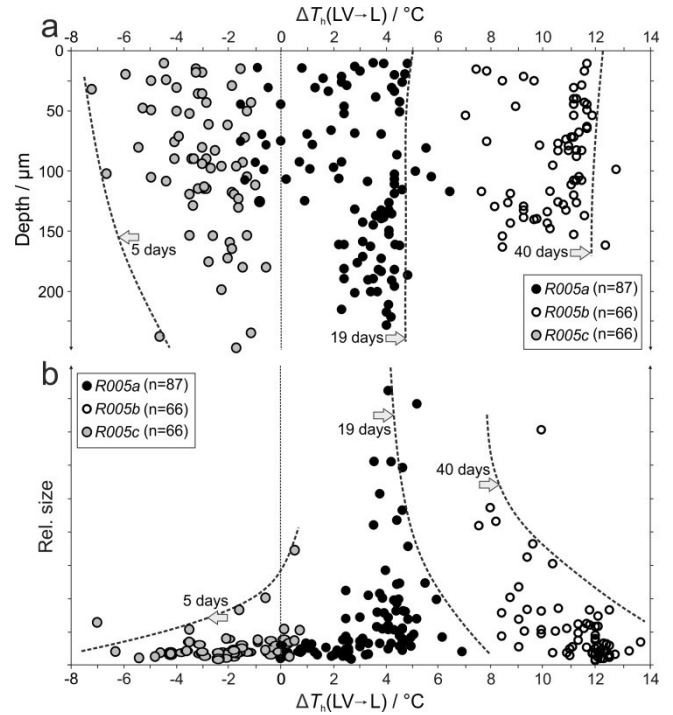 ΔTh(LV→L) / °C
a
-8 -6 -4 -2 0 2 4 6 8 10 12 14
0
50
100
150
200
Depth / µm
5 days
19 days
40 days
R005a (n=87)
R005b (n=66)
R005c (n=66)
b
R005a (n=87)
R005b (n=66)
R005c (n=66)
Rel. size
5 days
19 days
40 days
-8 -6 -4 -2 0 2 4 6 8 10 12 14
ΔTh(LV→L) / °C